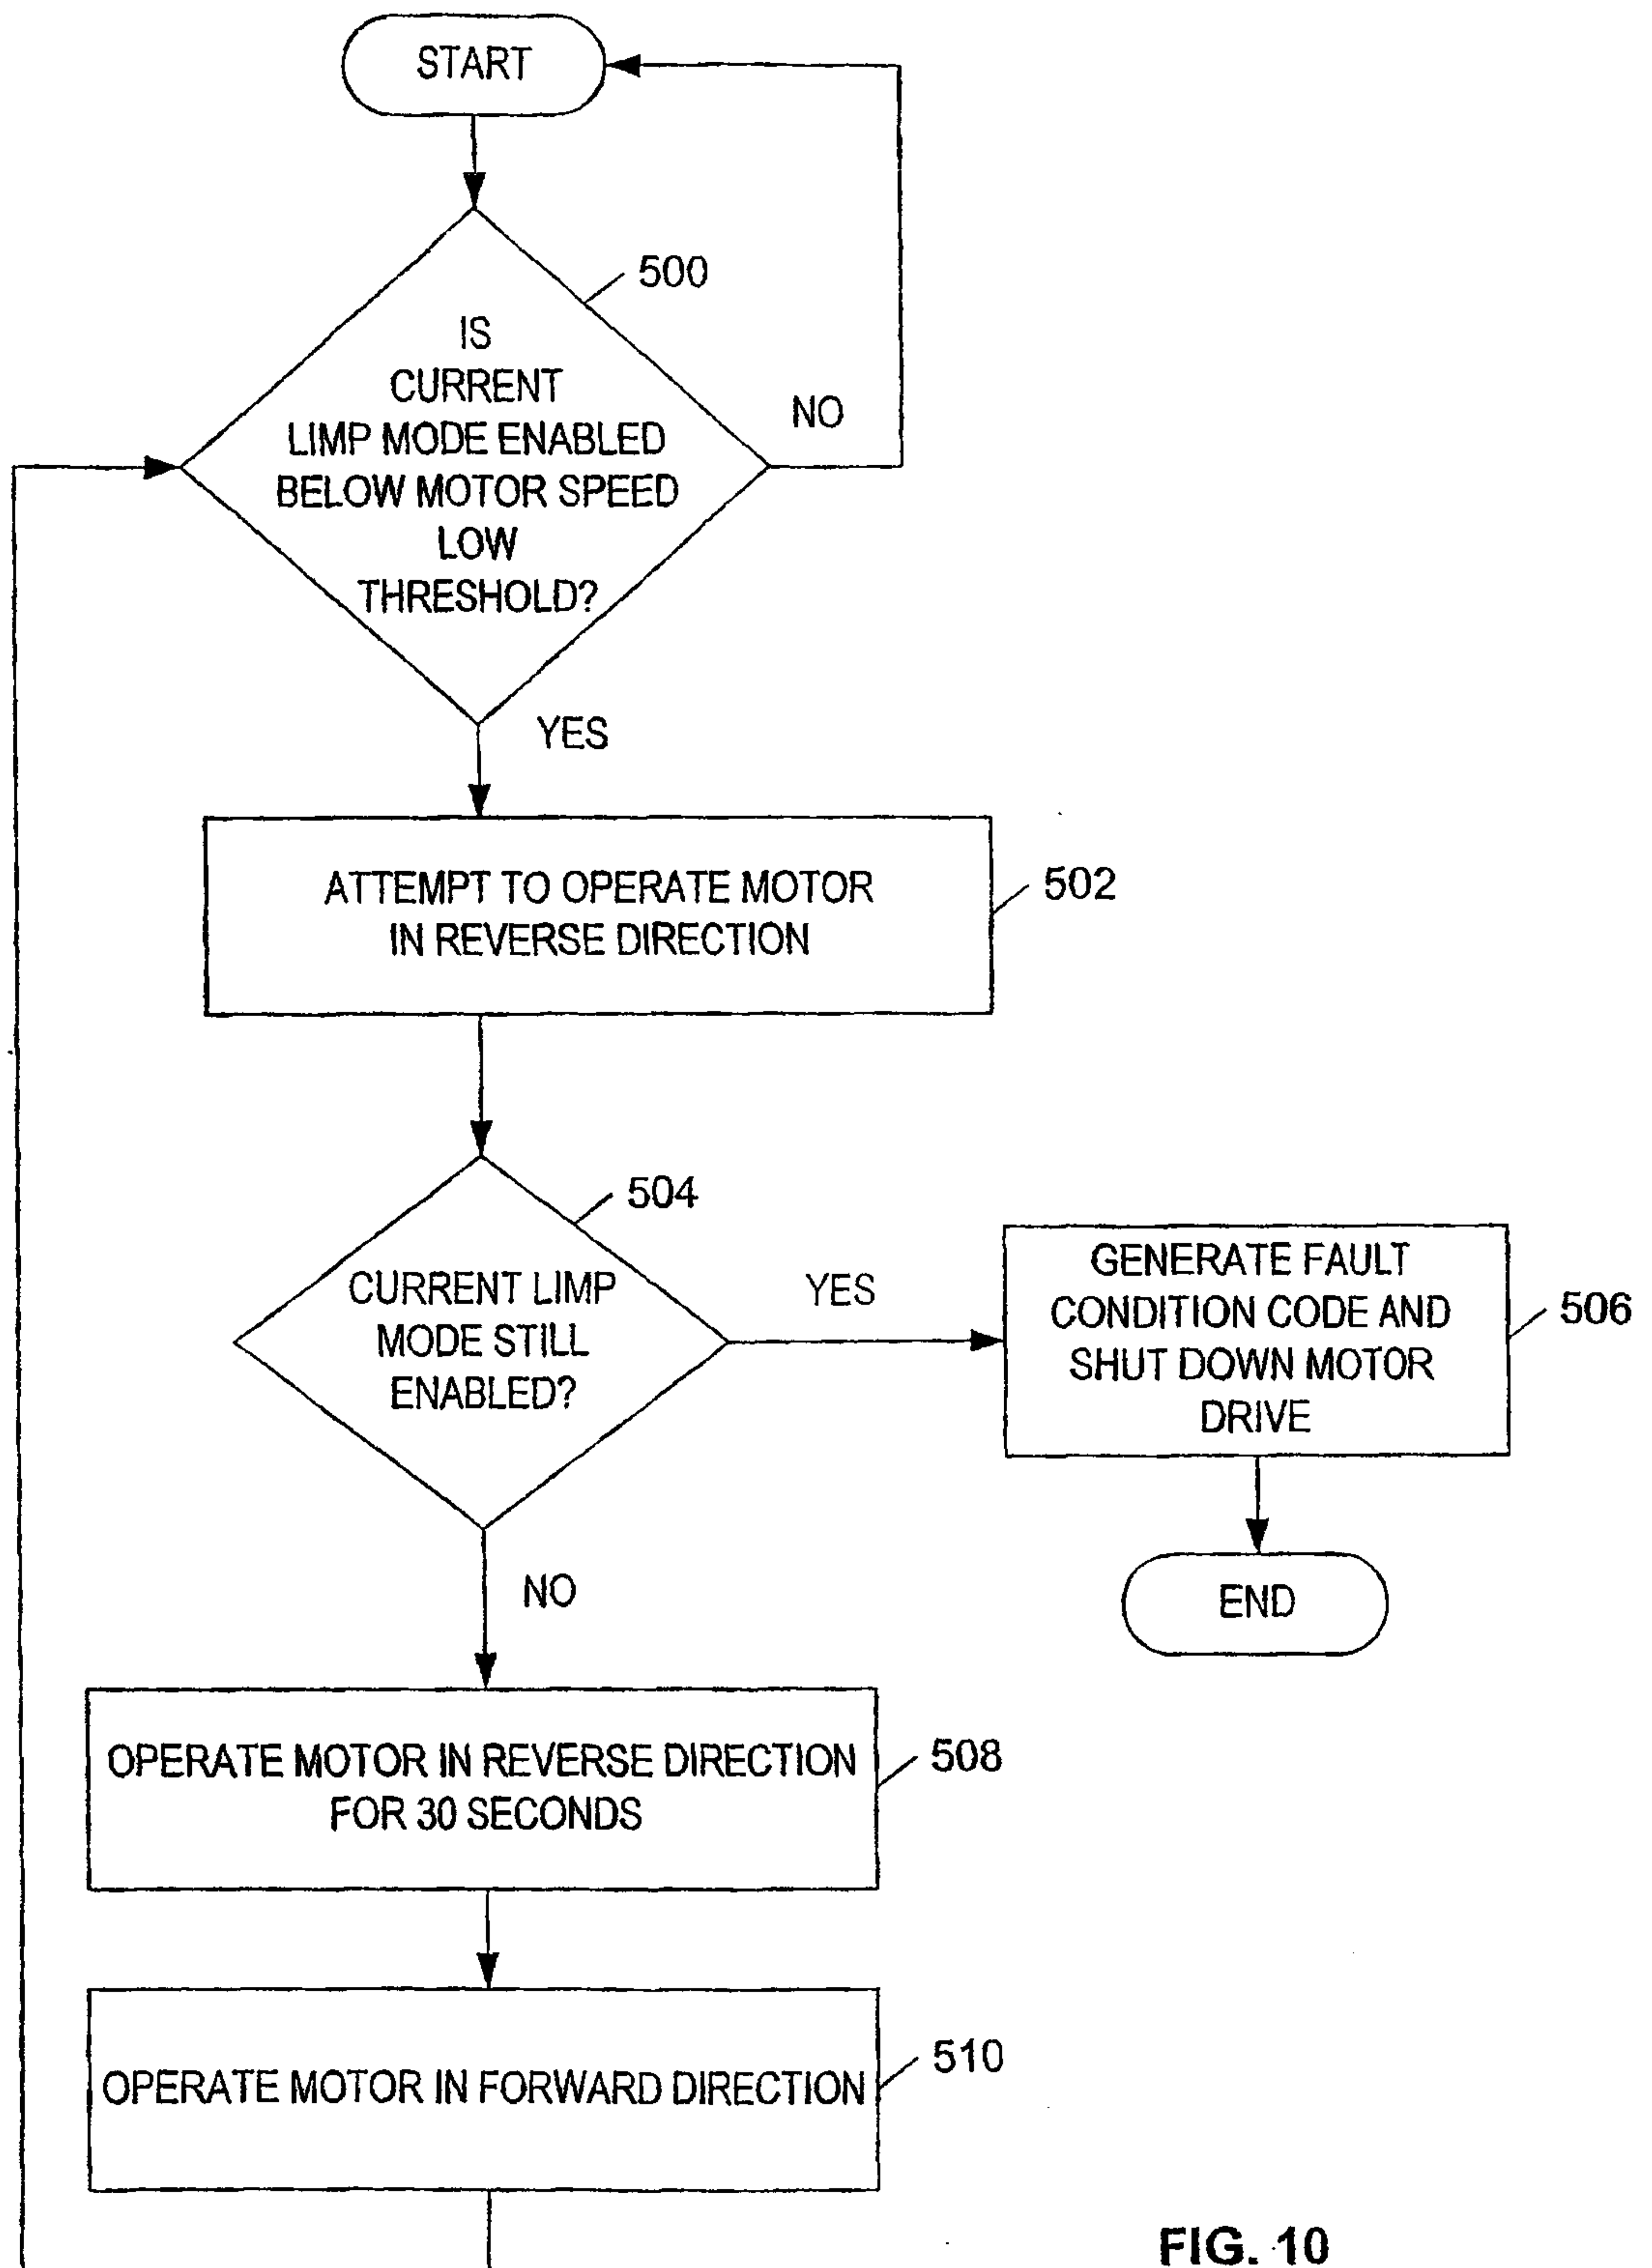 START
500
IS
CURRENT
LIMP MODE ENABLED
BELOW MOTOR SPEED
LOW
THRESHOLD?
NO
YES
ATTEMPT TO OPERATE MOTOR
IN REVERSE DIRECTION
502
504
CURRENT LIMP
MODE STILL
ENABLED?
YES
GENERATE FAULT
CONDITION CODE AND
SHUT DOWN MOTOR
DRIVE
506
END
NO
OPERATE MOTOR IN REVERSE DIRECTION
FOR 30 SECONDS
508
OPERATE MOTOR IN FORWARD DIRECTION
510
FIG. 10